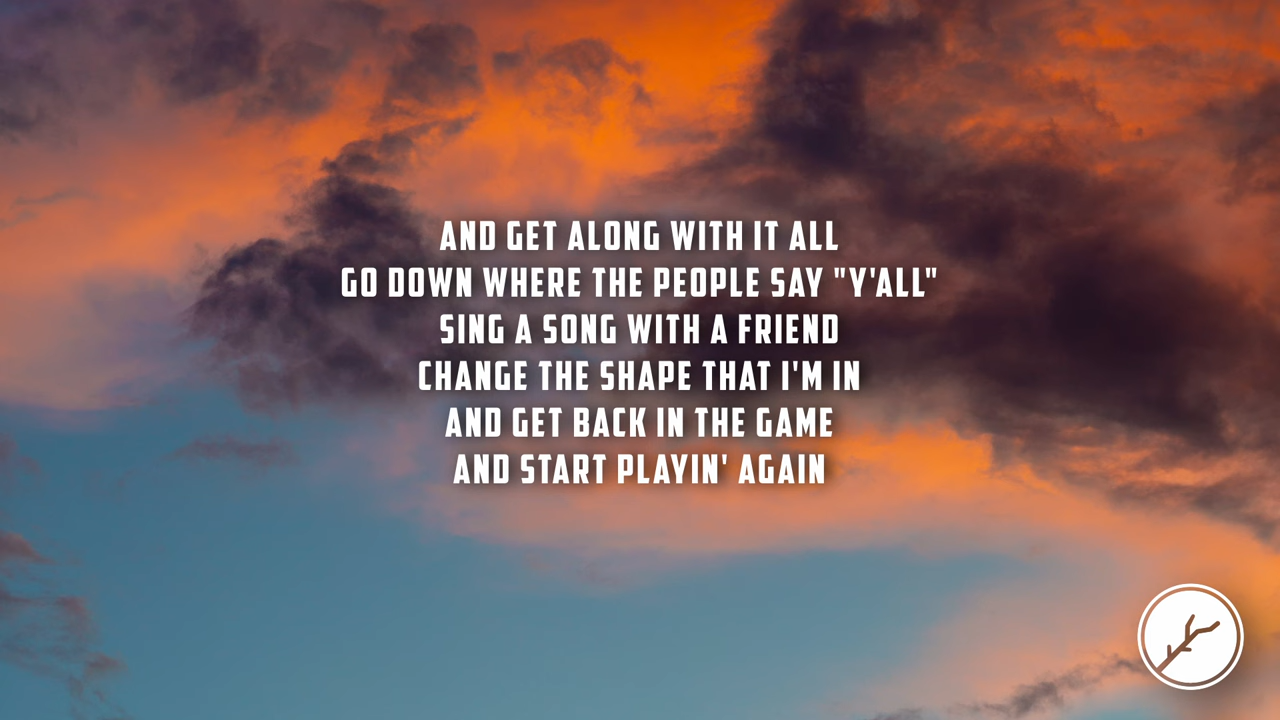 AND GET ALONG WITH IT ALL
GO DOWN WHERE THE PEOPLE SAY "Y'ALL"
SING A SONG WITH A FRIEND
CHANGE THE SHAPE THAT I'M IN
AND GET BACK IN THE GAME
AND START PLAYIN' AGAIN